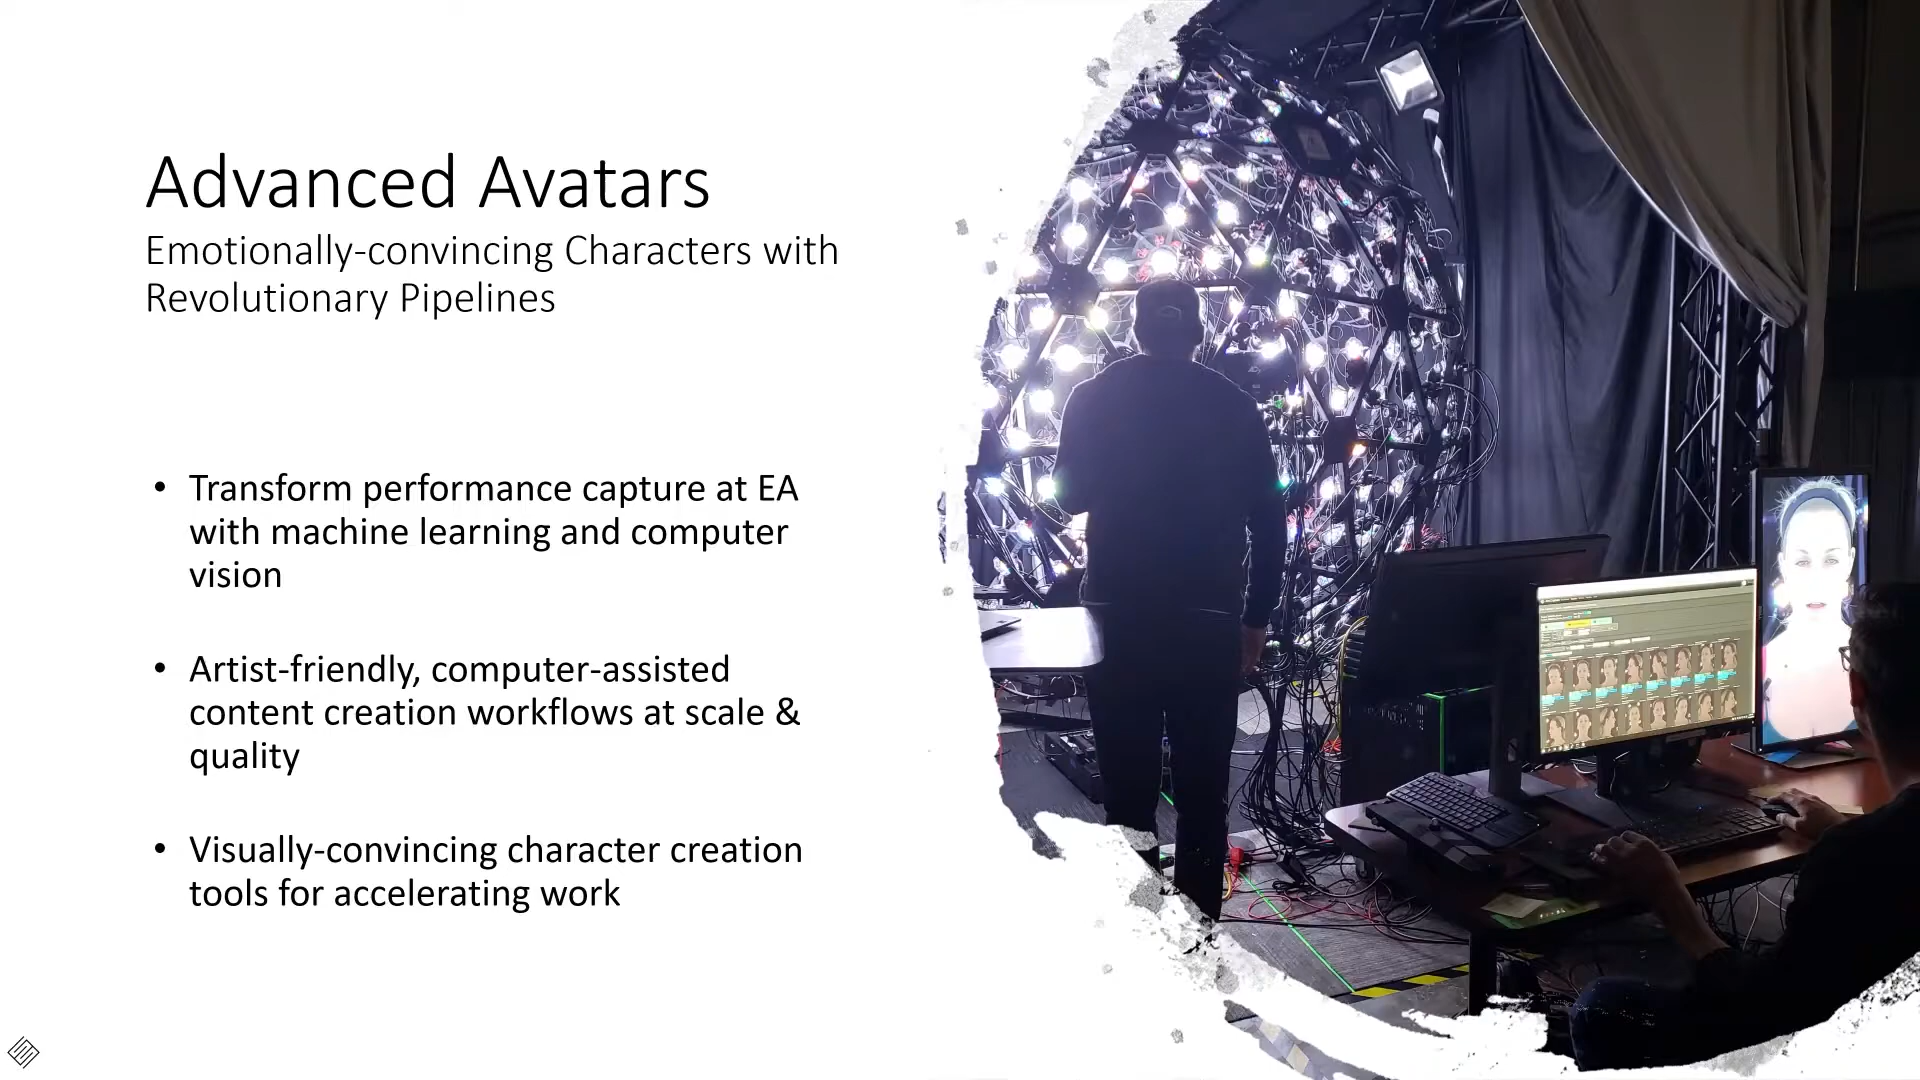 Advanced Avatars
Emotionally-convincing Characters with
Revolutionary Pipelines
• Transform performance capture at EA
with machine learning and computer
vision
• Artist-friendly, computer-assisted
content creation workflows at scale &
quality
• Visually-convincing character creation
tools for accelerating work